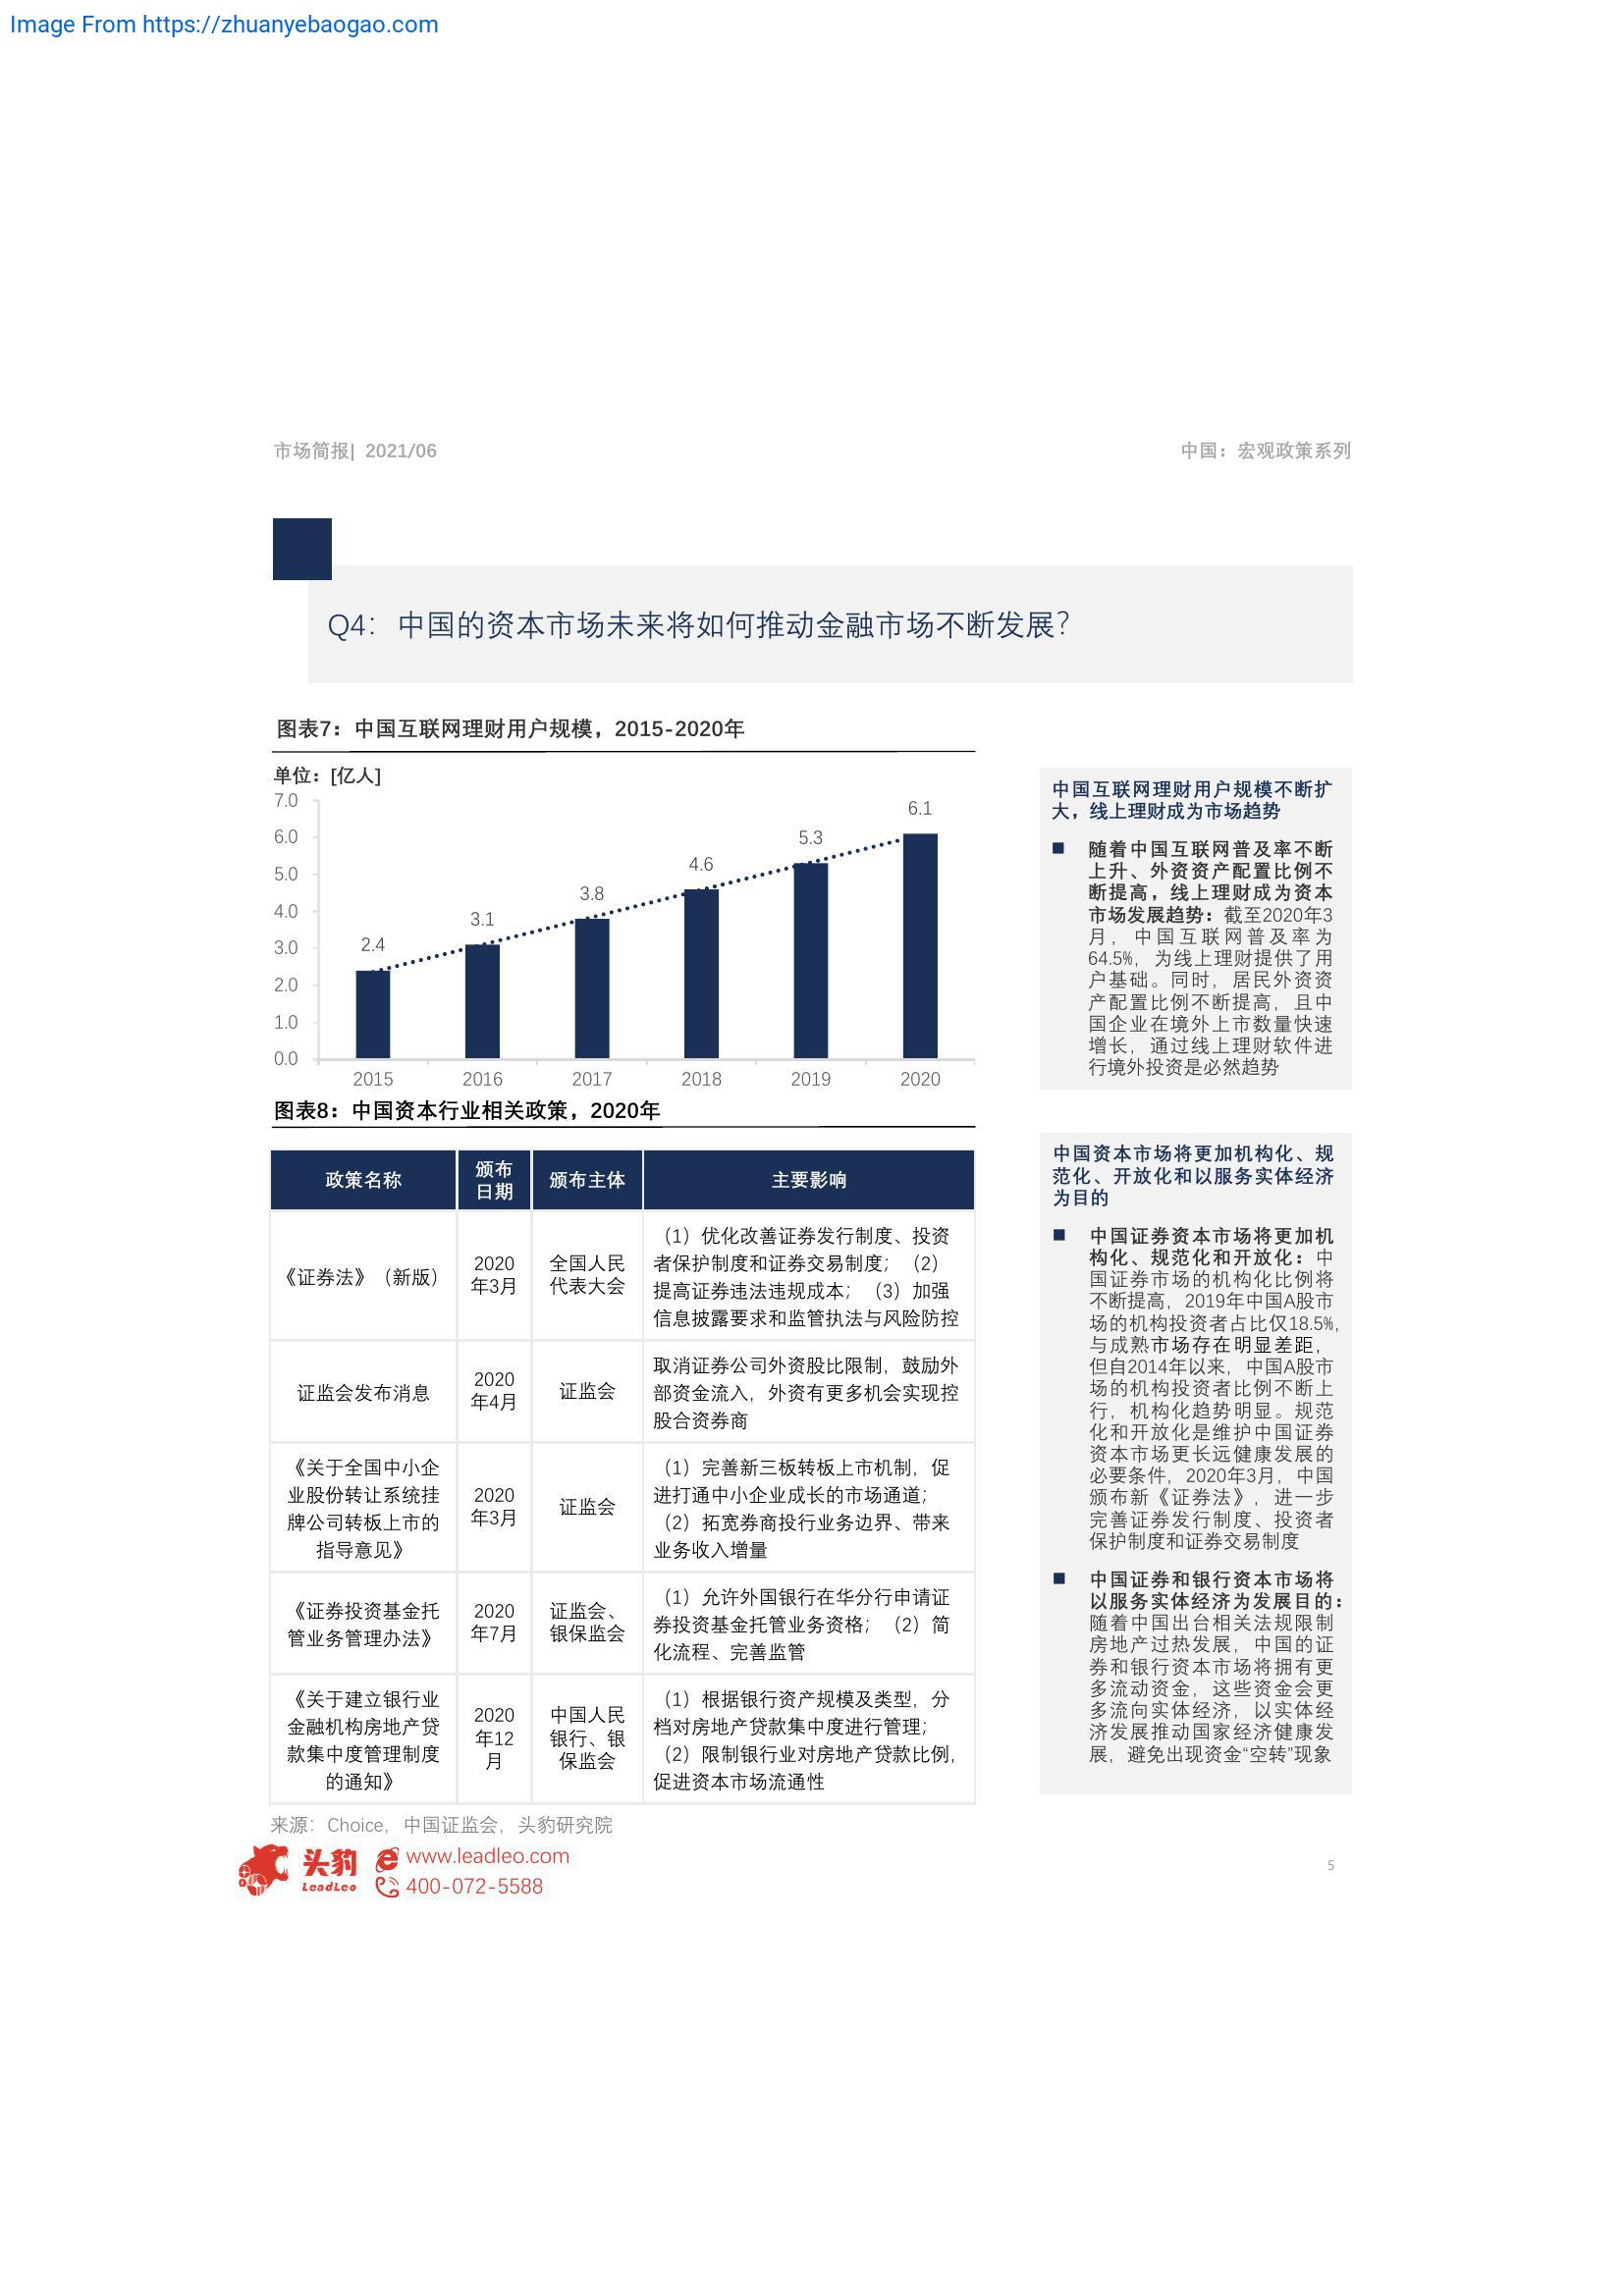 Image From https://zhuanyebaogao.com
市场简报| 2021/06
中国：宏观政策系列
Q4：中国的资本市场未来将如何推动金融市场不断发展？
图表7：中国互联网理财用户规模，2015-2020年
单位：[亿人]
7.0
6.0
5.0
4.0
3.0
2.0
1.0
0.0
2.4
3.1
3.8
4.6
5.3
6.1
2015
2016
2017
2018
2019
2020
中国互联网理财用户规模不断扩
大，线上理财成为市场趋势
■ 随着中国互联网普及率不断
上升、外资资产配置比例不
断提高，线上理财成为资本
市场发展趋势：截至2020年3
月，中国互联网普及率为
64.5%，为线上理财提供了用
户基础。同时，居民外资资
产配置比例不断提高，且中
国企业在境外上市数量快速
增长，通过线上理财软件进
行境外投资是必然趋势
图表8：中国资本行业相关政策，2020年
政策名称
颁布
日期
颁布主体
主要影响
《证券法》（新版）
2020
年3月
全国人民
代表大会
（1）优化改善证券发行制度、投资
者保护制度和证券交易制度；（2）
提高证券违法违规成本；（3）加强
信息披露要求和监管执法与风险防控
证监会发布消息
2020
年4月
证监会
取消证券公司外资股比限制，鼓励外
部资金流入，外资有更多机会实现控
股合资券商
《关于全国中小企
业股份转让系统挂
牌公司转板上市的
指导意见》
2020
年3月
证监会
（1）完善新三板转板上市机制，促
进打通中小企业成长的市场通道；
（2）拓宽券商投行业务边界、带来
业务收入增量
《证券投资基金托
管业务管理办法》
2020
年7月
证监会、
银保监会
（1）允许外国银行在华分行申请证
券投资基金托管业务资格；（2）简
化流程、完善监管
《关于建立银行业
金融机构房地产贷
款集中度管理制度
的通知》
2020
年12
月
中国人民
银行、银
保监会
（1）根据银行资产规模及类型，分
档对房地产贷款集中度进行管理；
（2）限制银行业对房地产贷款比例，
促进资本市场流通性
中国资本市场将更加机构化、规
范化、开放化和以服务实体经济
为目的
■ 中国证券资本市场将更加机
构化、规范化和开放化：中
国证券市场的机构化比例将
不断提高，2019年中国A股市
场的机构投资者占比仅18.5%，
与成熟市场存在明显差距，
但自2014年以来，中国A股市
场的机构投资者比例不断上
行，机构化趋势明显。规范
化和开放化是维护中国证券
资本市场更长远健康发展的
必要条件，2020年3月，中国
颁布新《证券法》，进一步
完善证券发行制度、投资者
保护制度和证券交易制度
■ 中国证券和银行资本市场将
以服务实体经济为发展目的：
随着中国出台相关法规限制
房地产过热发展，中国的证
券和银行资本市场将拥有更
多流动资金，这些资金会更
多流向实体经济，以实体经
济发展推动国家经济健康发
展，避免出现资金“空转”现象
来源：Choice，中国证监会，头豹研究院
头豹
LeadLeo
www.leadleo.com
400-072-5588
5